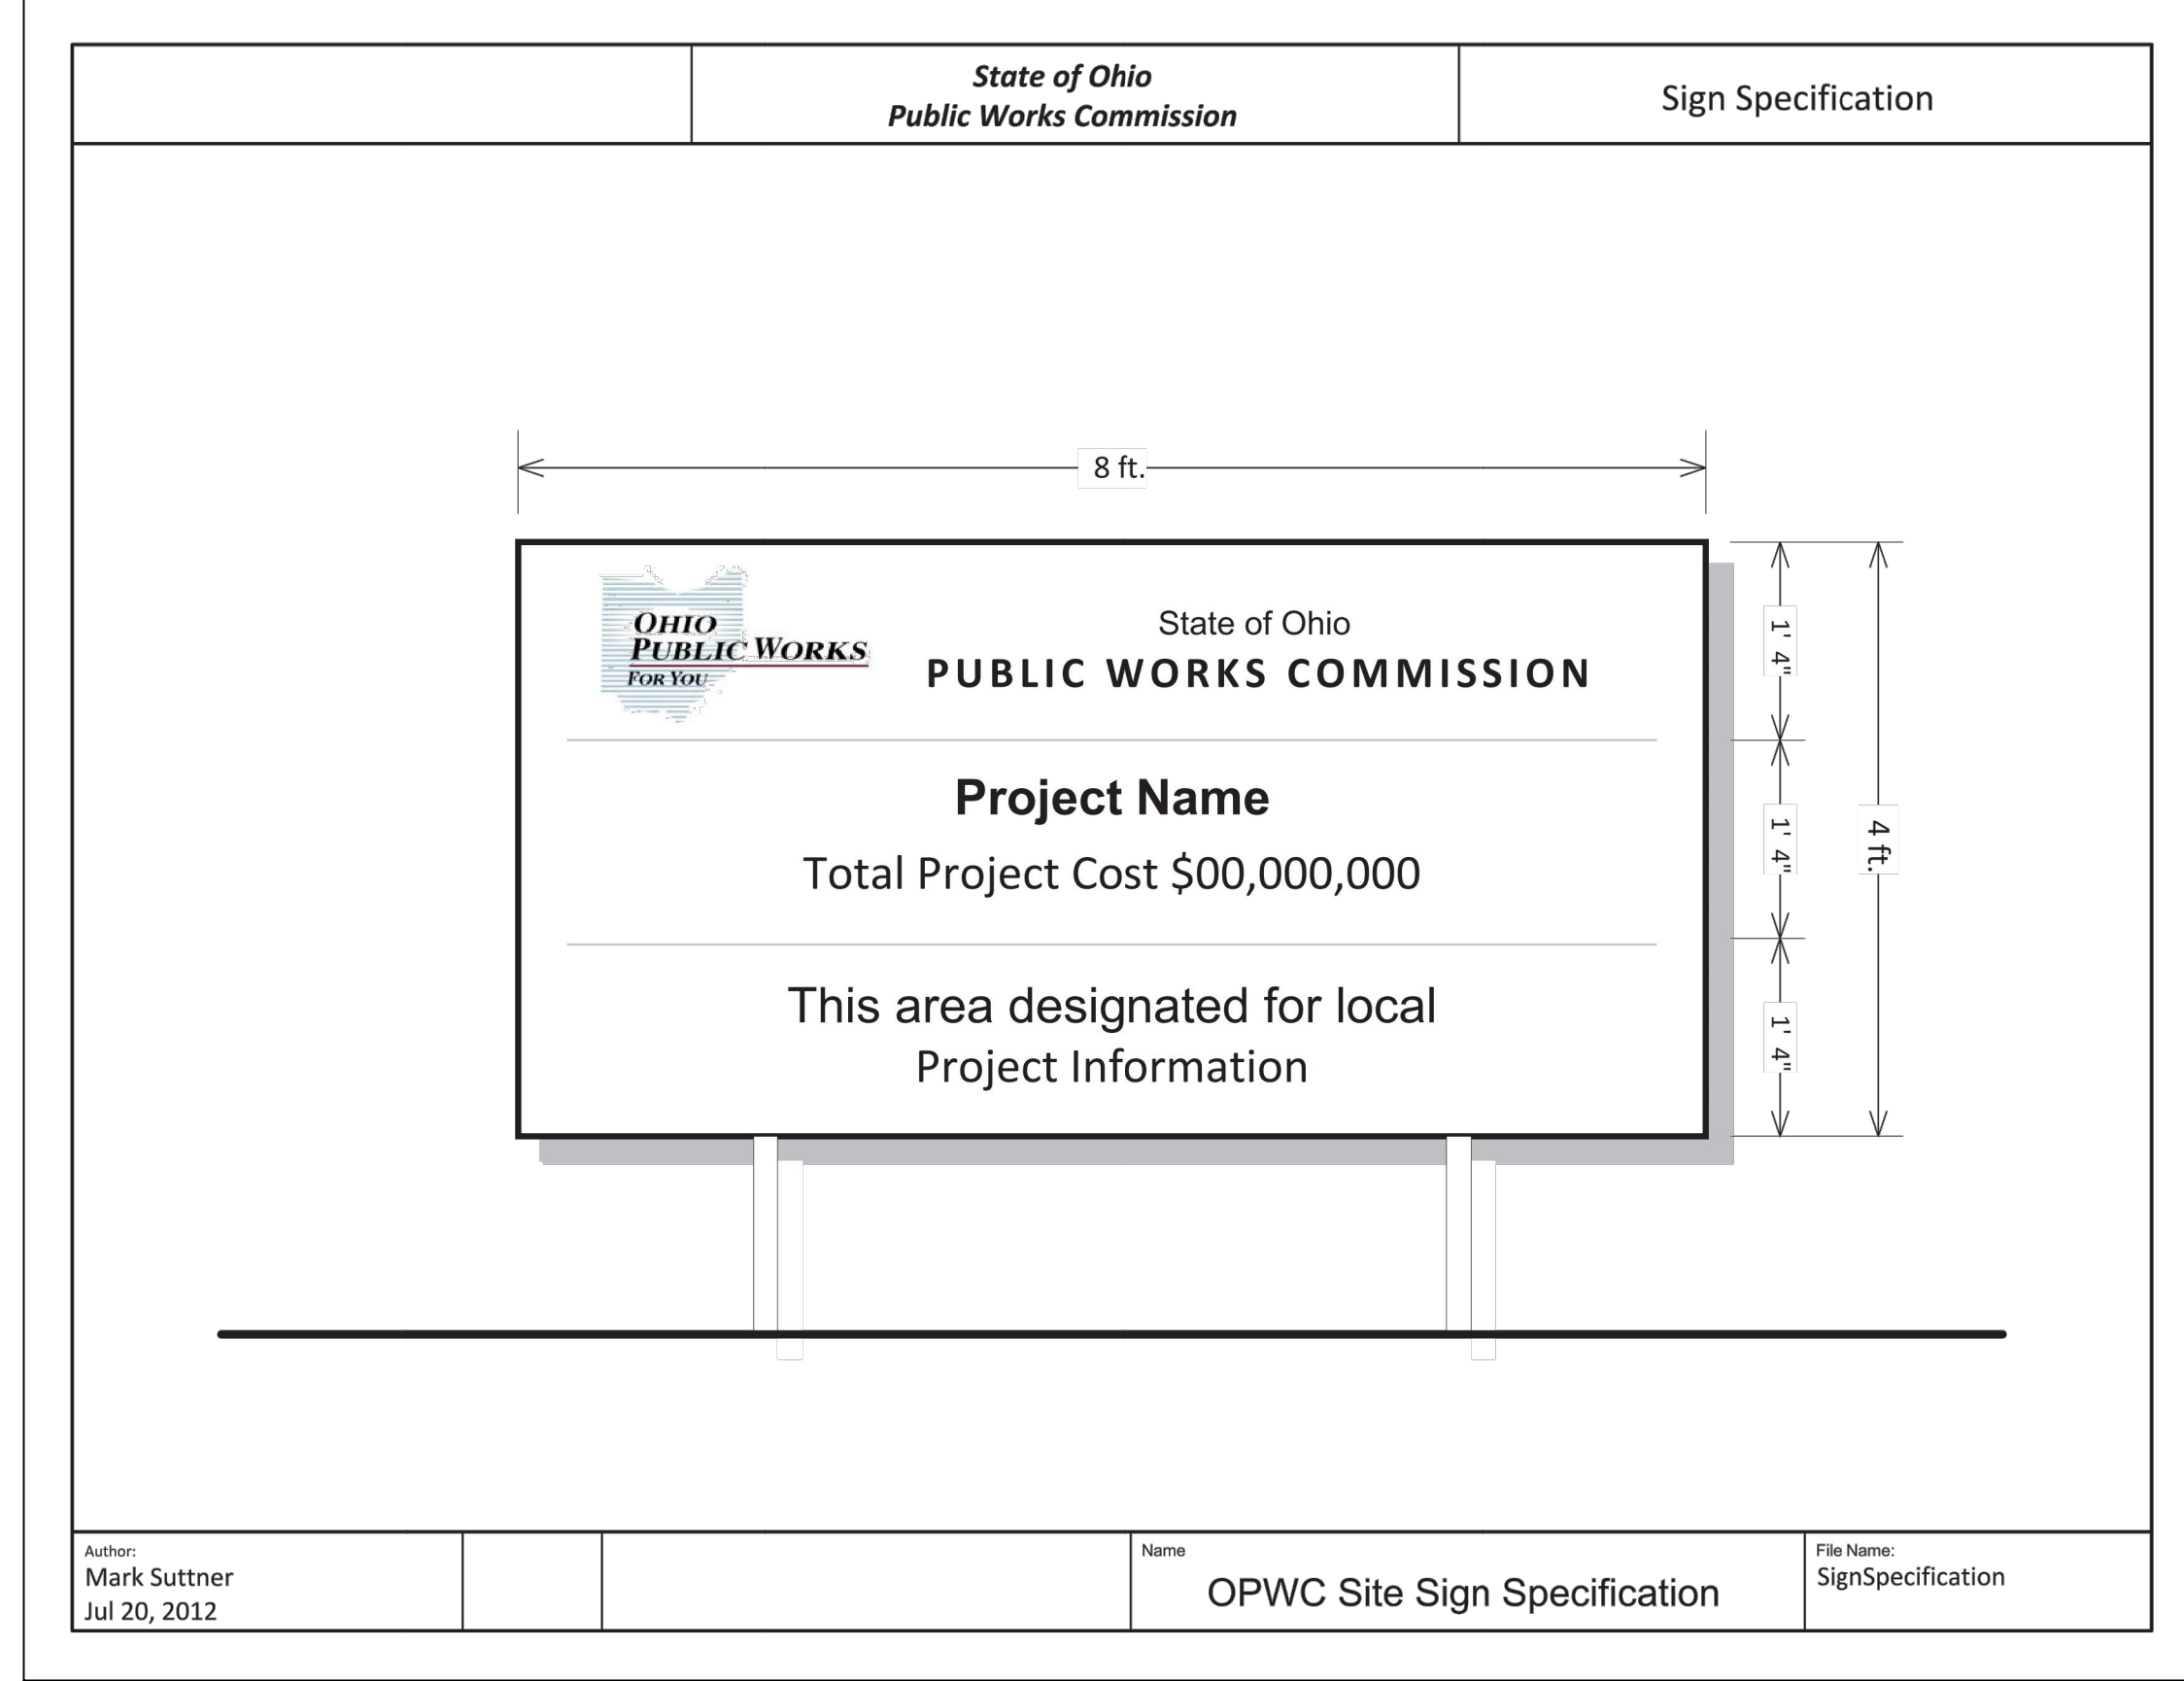 State of Ohio
Public Works Commission
Sign Specification
8 ft.
OHIO
PUBLIC WORKS
FOR YOU
State of Ohio
PUBLIC WORKS COMMISSION
1' 4"
Project Name
Total Project Cost $00,000,000
1' 4"
4 ft.
This area designated for local
Project Information
1' 4"
Author:
Mark Suttner
Jul 20, 2012
Name
OPWC Site Sign Specification
File Name:
SignSpecification